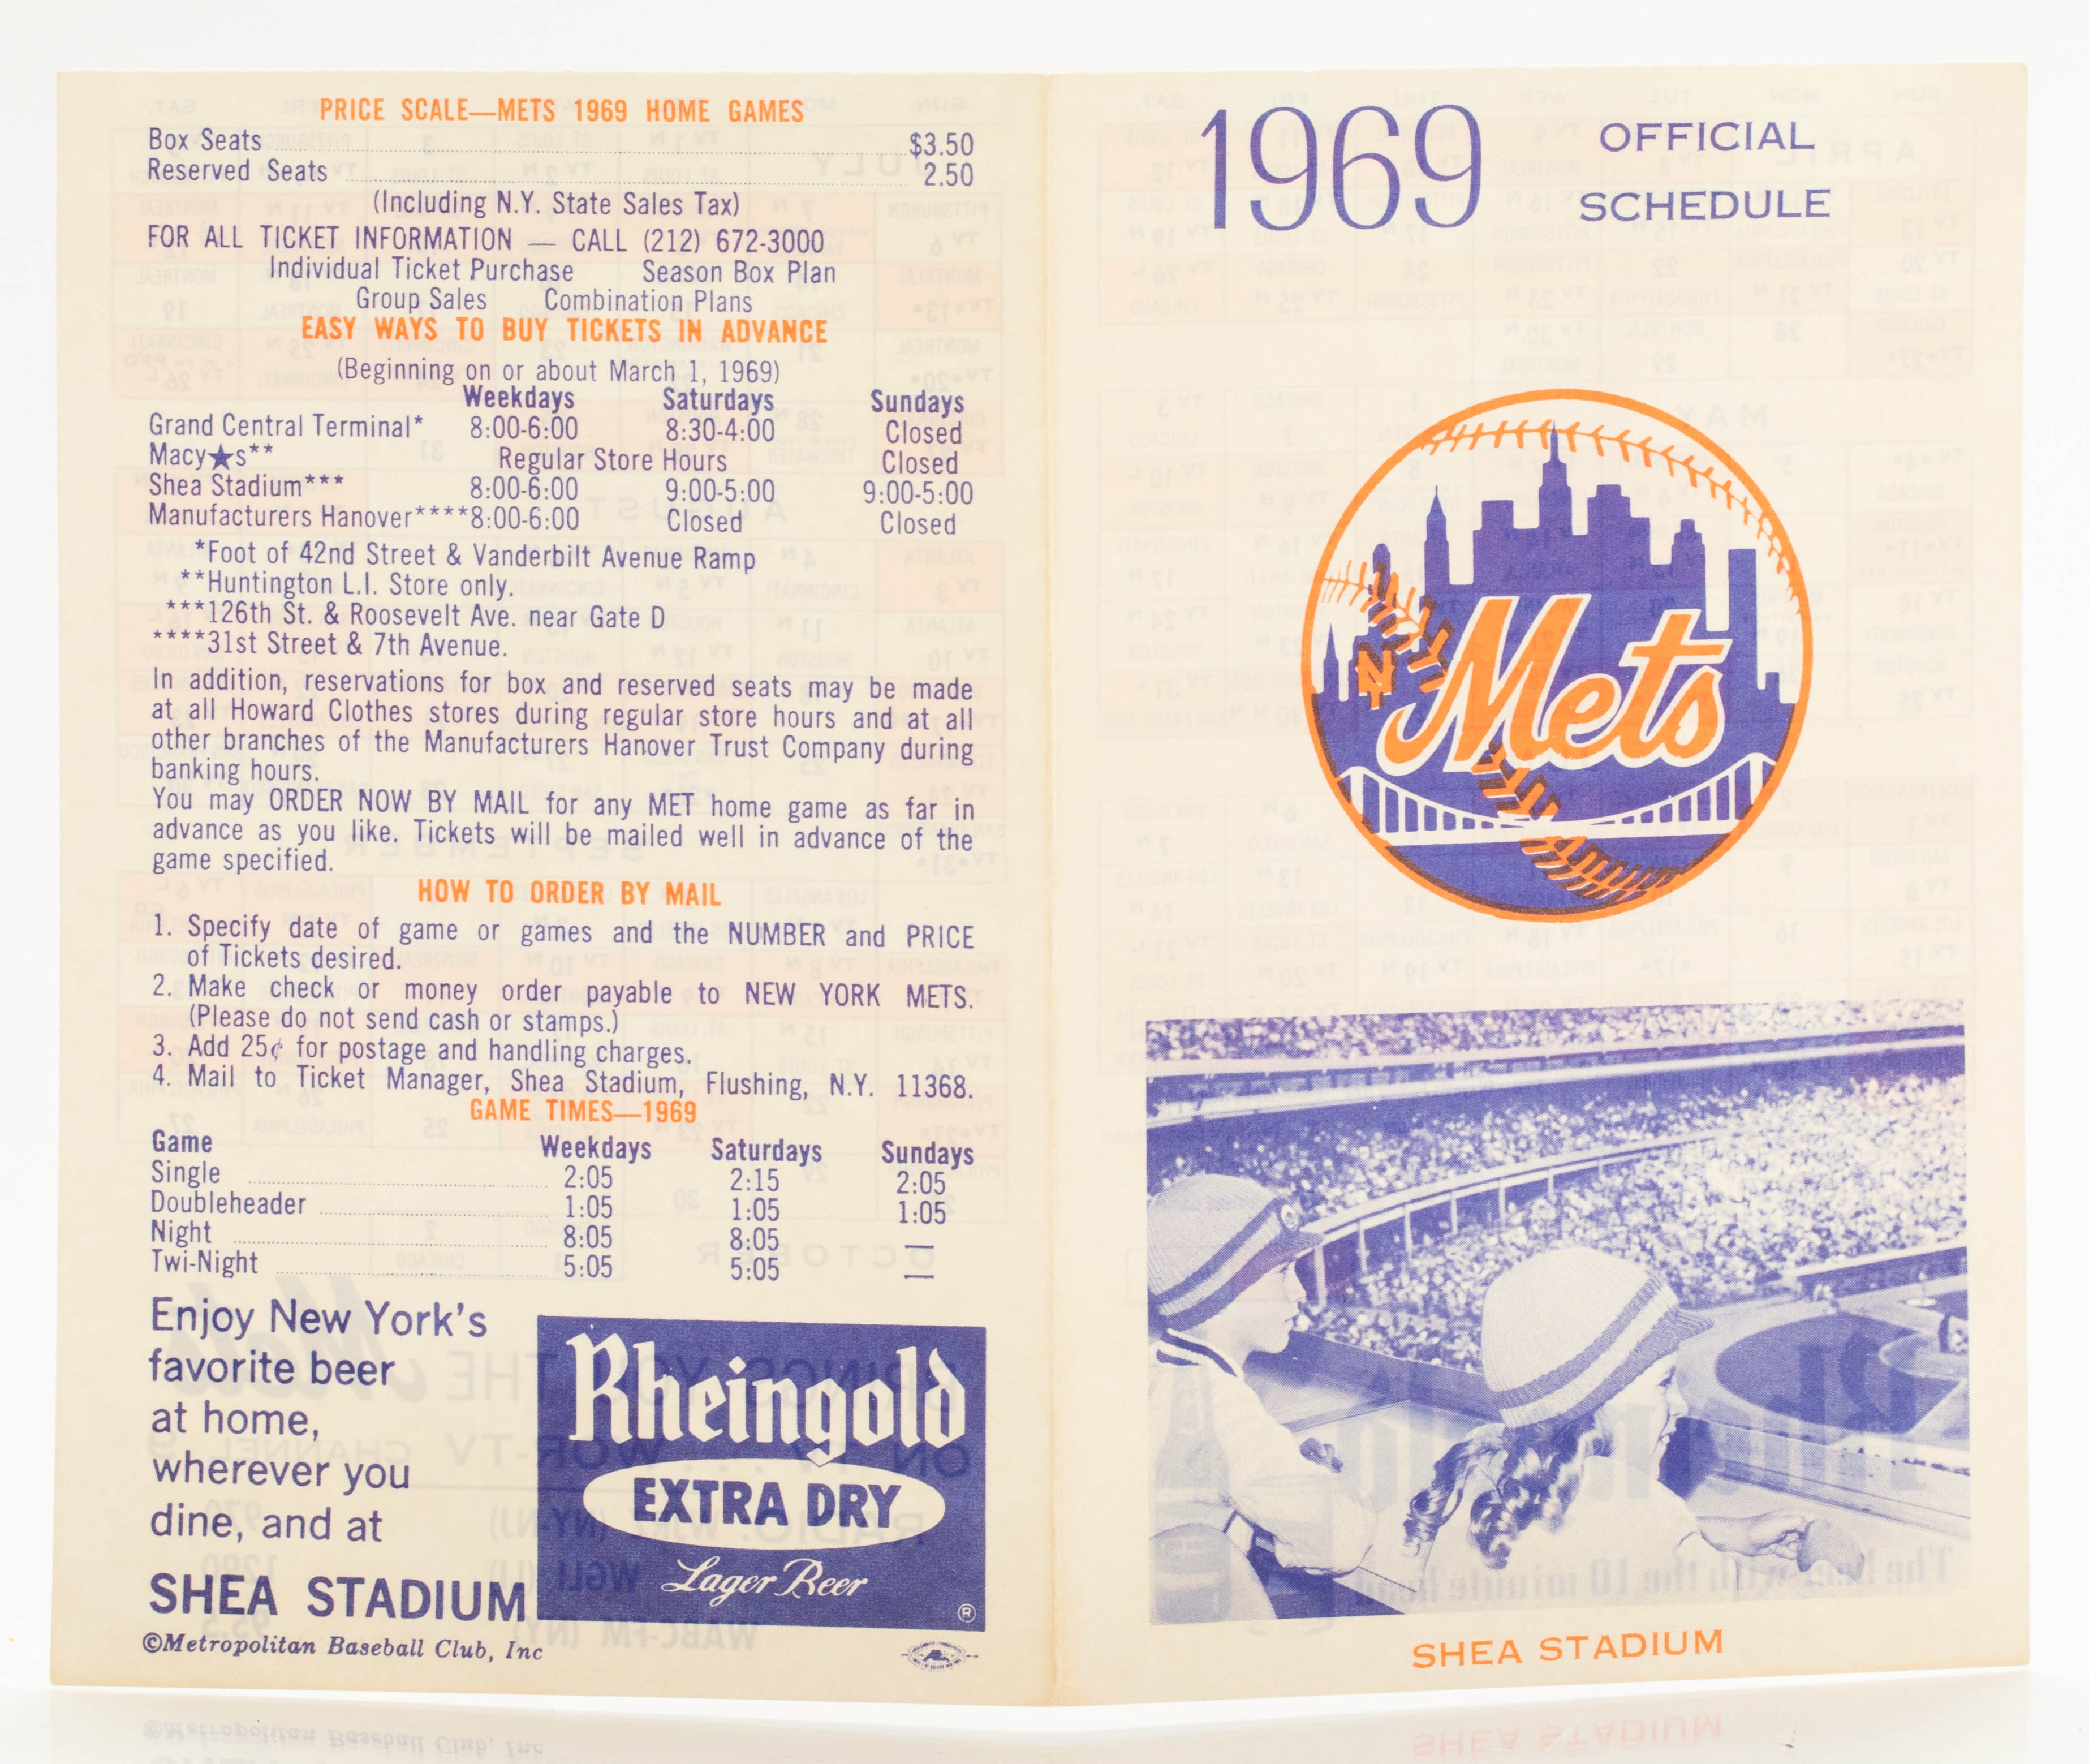 PRICE SCALE—METS 1969 HOME GAMES
Box Seats $3.50
Reserved Seats 2.50
(Including N.Y. State Sales Tax)
FOR ALL TICKET INFORMATION — CALL (212) 672-3000
Individual Ticket Purchase Season Box Plan
Group Sales Combination Plans
EASY WAYS TO BUY TICKETS IN ADVANCE
(Beginning on or about March 1, 1969)
Weekdays Saturdays Sundays
Grand Central Terminal* 8:00-6:00 8:30-4:00 Closed
Macy★s** Regular Store Hours Closed
Shea Stadium*** 8:00-6:00 9:00-5:00 9:00-5:00
Manufacturers Hanover****8:00-6:00 Closed Closed
*Foot of 42nd Street & Vanderbilt Avenue Ramp
**Huntington L.I. Store only.
***126th St. & Roosevelt Ave. near Gate D
****31st Street & 7th Avenue.
In addition, reservations for box and reserved seats may be made
at all Howard Clothes stores during regular store hours and at all
other branches of the Manufacturers Hanover Trust Company during
banking hours.
You may ORDER NOW BY MAIL for any MET home game as far in
advance as you like. Tickets will be mailed well in advance of the
game specified.
HOW TO ORDER BY MAIL
1. Specify date of game or games and the NUMBER and PRICE
of Tickets desired.
2. Make check or money order payable to NEW YORK METS.
(Please do not send cash or stamps.)
3. Add 25¢ for postage and handling charges.
4. Mail to Ticket Manager, Shea Stadium, Flushing, N.Y. 11368.
GAME TIMES—1969
Game Weekdays Saturdays Sundays
Single 2:05 2:15 2:05
Doubleheader 1:05 1:05 1:05
Night 8:05 8:05 —
Twi-Night 5:05 5:05 —
Enjoy New York's
favorite beer
at home,
wherever you
dine, and at
SHEA STADIUM
Rheingold
EXTRA DRY
Lager Beer
®
©Metropolitan Baseball Club, Inc
1969 OFFICIAL
SCHEDULE
NY
Mets
SHEA STADIUM